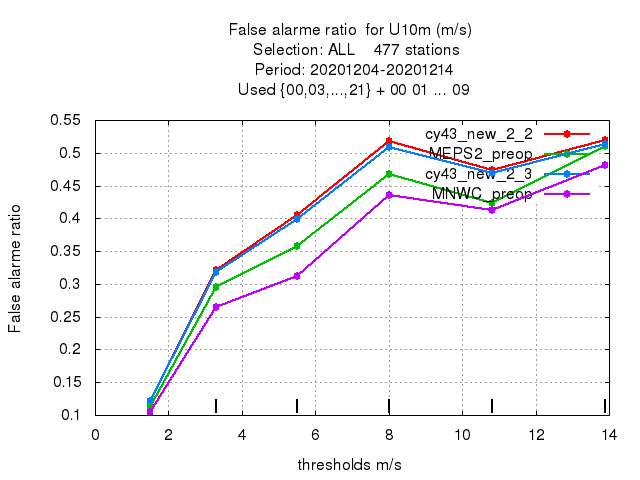 False alarme ratio  for U10m (m/s)
Selection: ALL    477 stations
Period: 20201204-20201214
Used {00,03,...,21} + 00 01 ... 09
0.55
0.5
0.45
0.4
0.35
0.3
0.25
0.2
0.15
0.1
False alarme ratio
cy43_new_2_2
MEPS2_preop
cy43_new_2_3
MNWC_preop
0 2 4 6 8 10 12 14
thresholds m/s